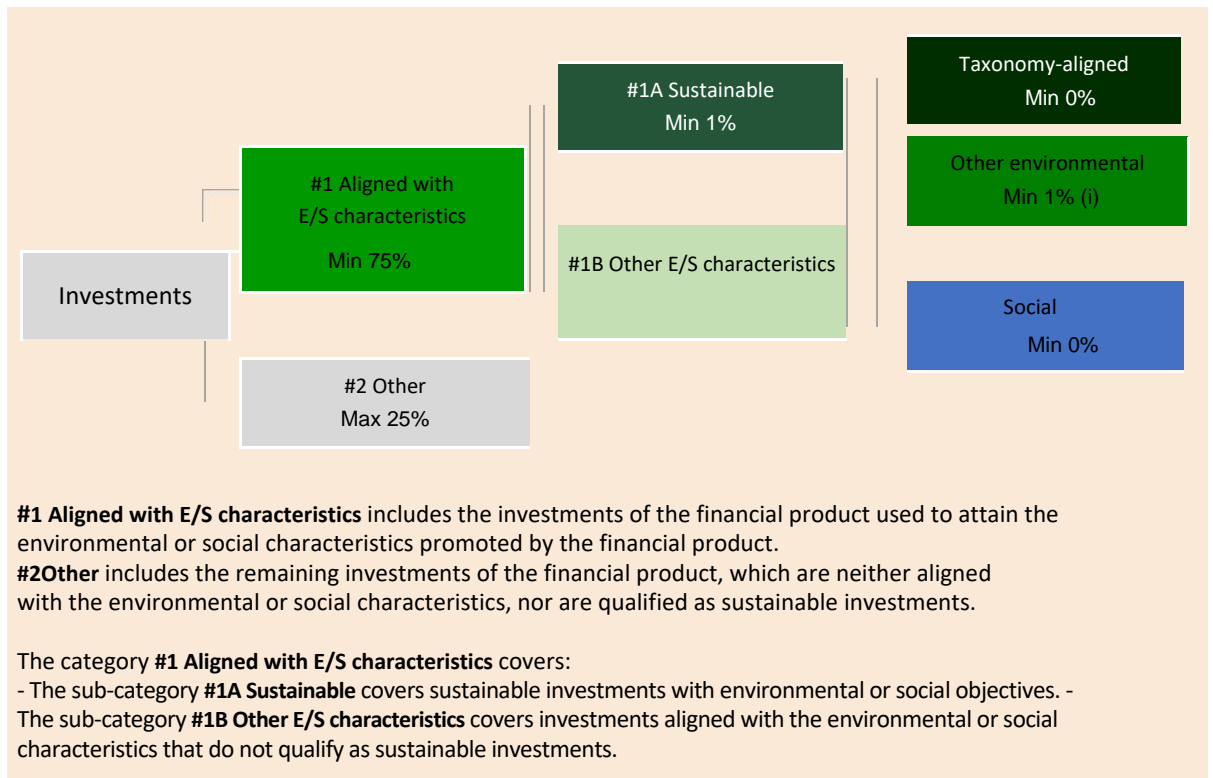 Investments
#1 Aligned with
E/S characteristics
Min 75%
#2 Other
Max 25%
#1A Sustainable
Min 1%
#1B Other E/S characteristics
Taxonomy-aligned
Min 0%
Other environmental
Min 1% (i)
Social
Min 0%
#1 Aligned with E/S characteristics includes the investments of the financial product used to attain the
environmental or social characteristics promoted by the financial product.
#2Other includes the remaining investments of the financial product, which are neither aligned
with the environmental or social characteristics, nor are qualified as sustainable investments.
The category #1 Aligned with E/S characteristics covers:
- The sub-category #1A Sustainable covers sustainable investments with environmental or social objectives. -
The sub-category #1B Other E/S characteristics covers investments aligned with the environmental or social
characteristics that do not qualify as sustainable investments.